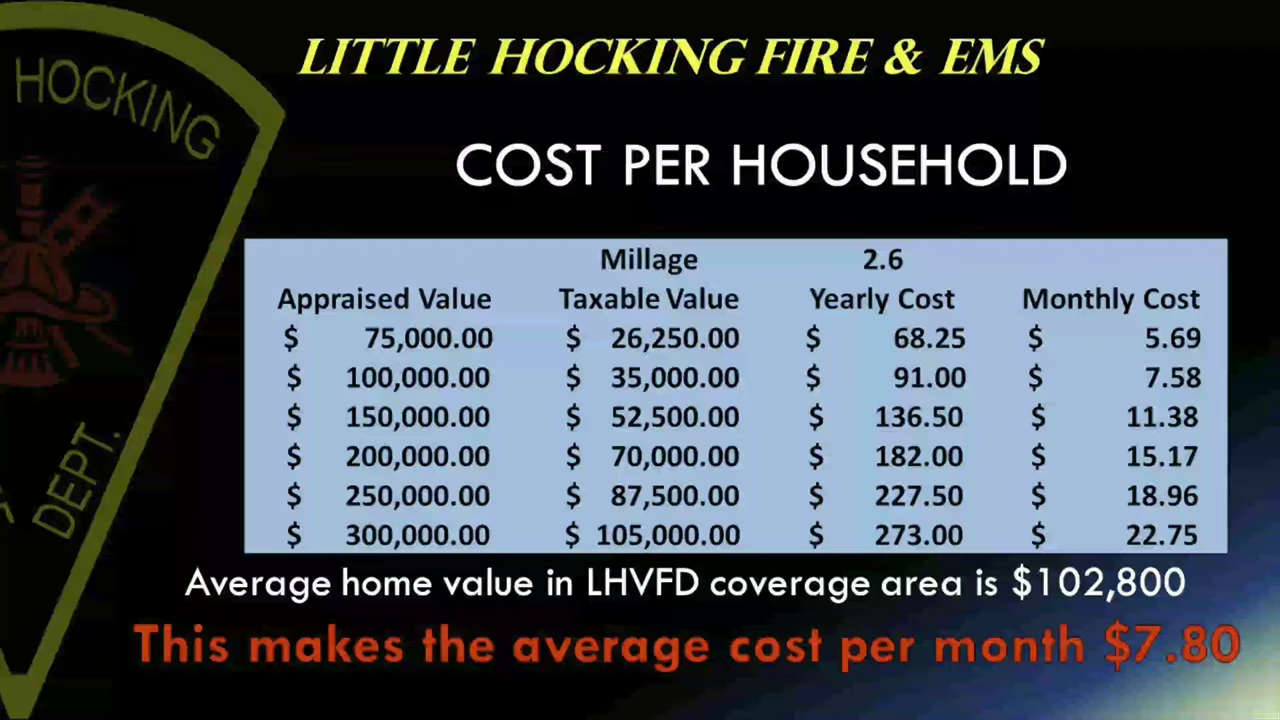 LITTLE HOCKING FIRE & EMS
HOCKING
COST PER HOUSEHOLD
Millage 2.6
Appraised Value Taxable Value Yearly Cost Monthly Cost
$ 75,000.00 $ 26,250.00 $ 68.25 $ 5.69
$ 100,000.00 $ 35,000.00 $ 91.00 $ 7.58
$ 150,000.00 $ 52,500.00 $ 136.50 $ 11.38
$ 200,000.00 $ 70,000.00 $ 182.00 $ 15.17
$ 250,000.00 $ 87,500.00 $ 227.50 $ 18.96
$ 300,000.00 $ 105,000.00 $ 273.00 $ 22.75
DEPT.
Average home value in LHVFD coverage area is $102,800
This makes the average cost per month $7.80